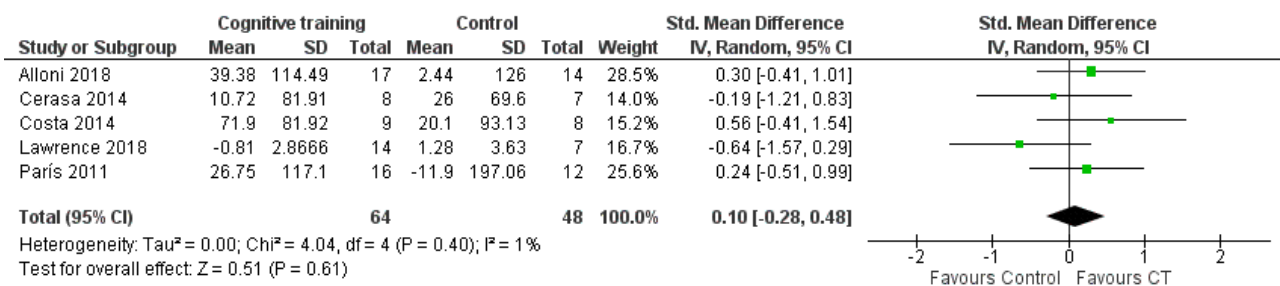 Cognitive training Control Std. Mean Difference Std. Mean Difference
Study or Subgroup Mean SD Total Mean SD Total Weight IV, Random, 95% CI IV, Random, 95% CI
Alloni 2018 39.38 114.49 17 2.44 126 14 28.5% 0.30 [-0.41, 1.01]
Cerasa 2014 10.72 81.91 8 26 69.6 7 14.0% -0.19 [-1.21, 0.83]
Costa 2014 71.9 81.92 9 20.1 93.13 8 15.2% 0.56 [-0.41, 1.54]
Lawrence 2018 -0.81 2.8666 14 1.28 3.63 7 16.7% -0.64 [-1.57, 0.29]
París 2011 26.75 117.1 16 -11.9 197.06 12 25.6% 0.24 [-0.51, 0.99]
Total (95% CI) 64 48 100.0% 0.10 [-0.28, 0.48]
Heterogeneity: Tau² = 0.00; Chi² = 4.04, df = 4 (P = 0.40); I² = 1%
Test for overall effect: Z = 0.51 (P = 0.61)
-2 -1 0 1 2
Favours Control Favours CT